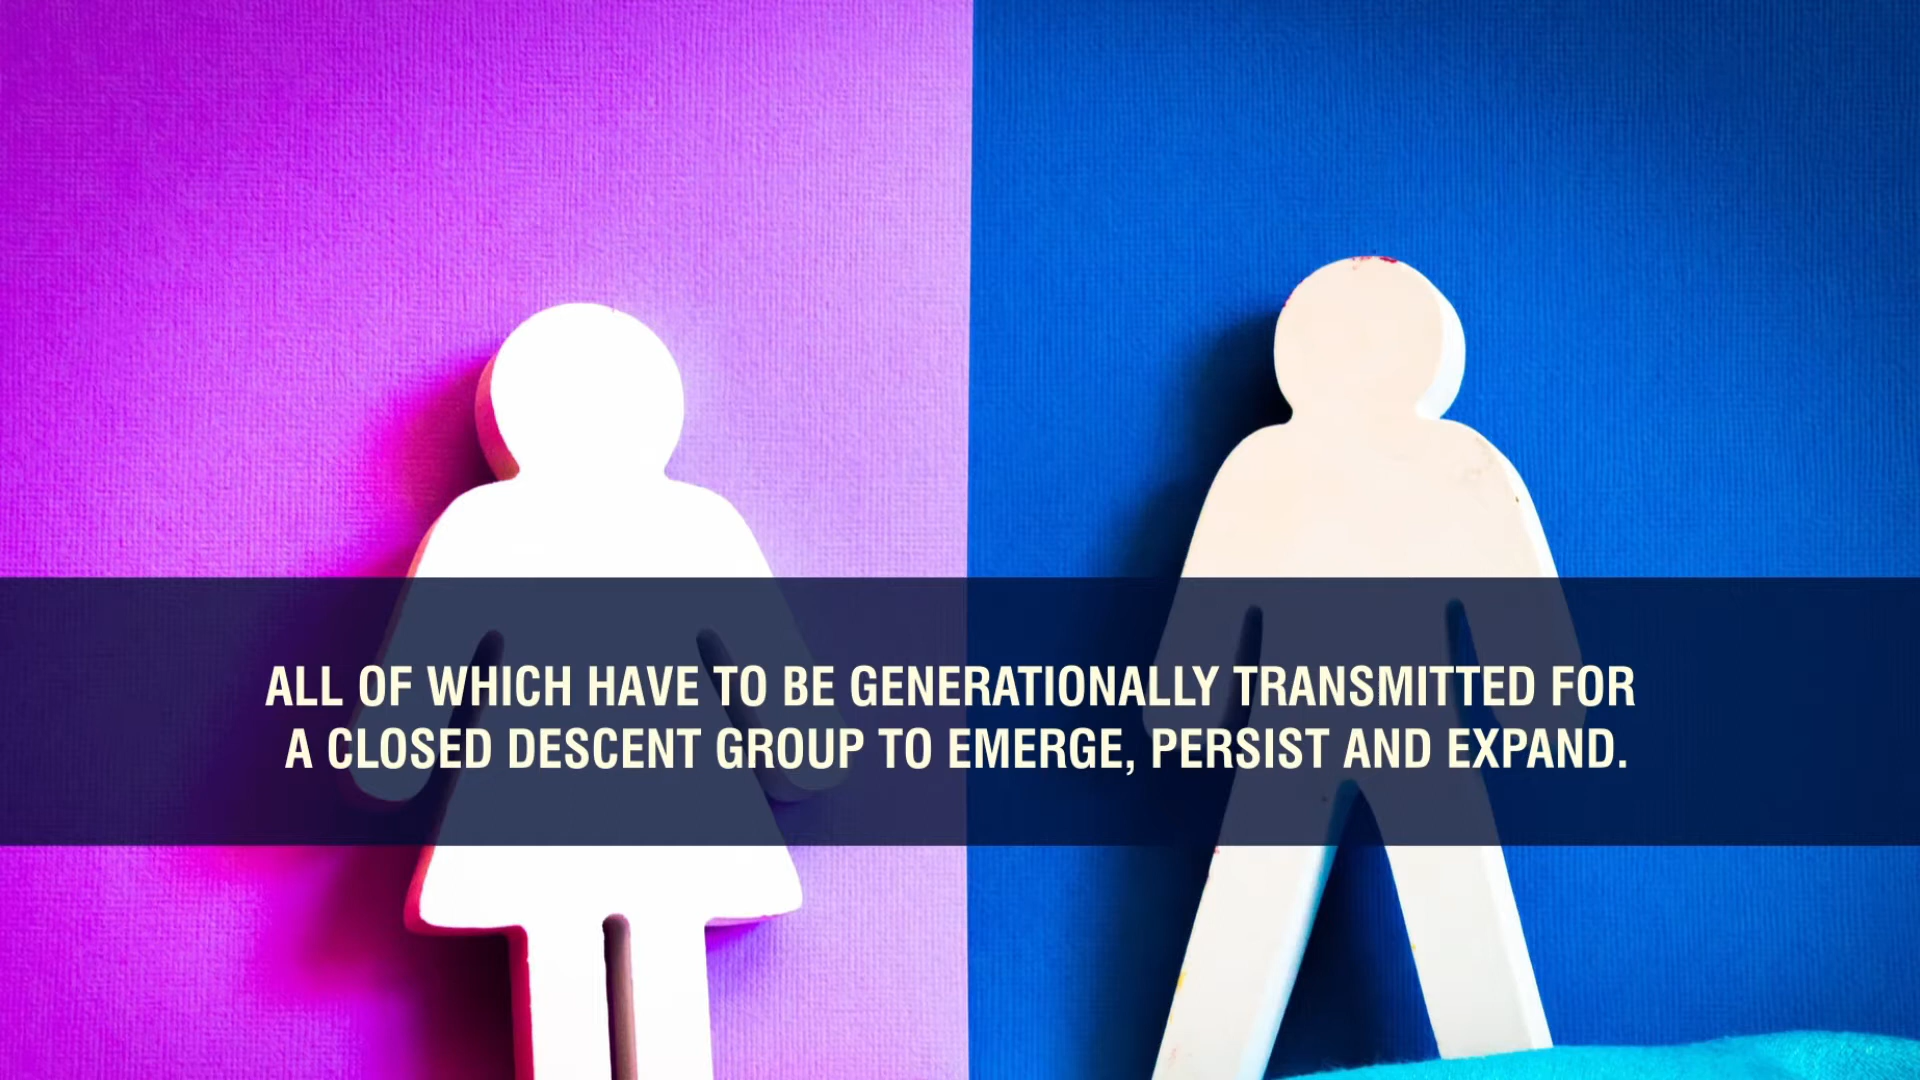 ALL OF WHICH HAVE TO BE GENERATIONALLY TRANSMITTED FOR
A CLOSED DESCENT GROUP TO EMERGE, PERSIST AND EXPAND.